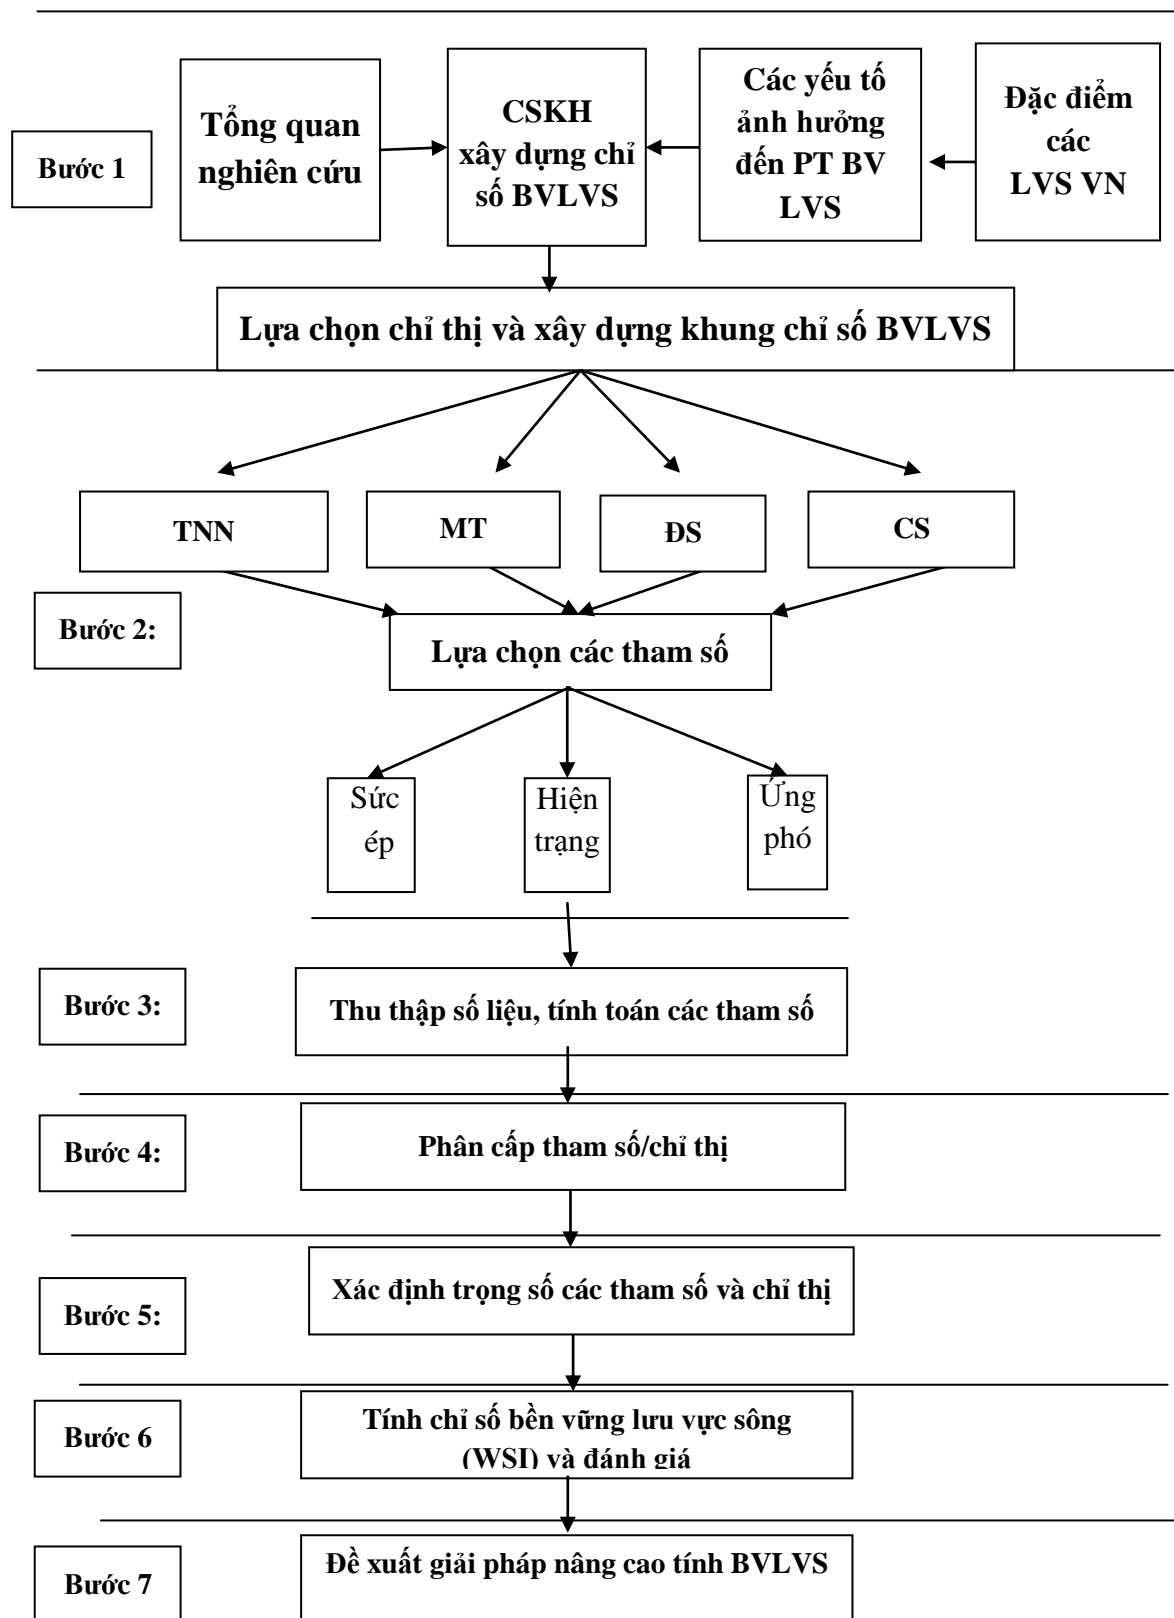 Bước 1
Tổng quan
nghiên cứu
CSKH
xây dựng chỉ
số BVLVS
Các yếu tố
ảnh hưởng
đến PT BV
LVS
Đặc điểm
các
LVS VN
Lựa chọn chỉ thị và xây dựng khung chỉ số BVLVS
TNN
MT
ĐS
CS
Bước 2:
Lựa chọn các tham số
Sức
ép
Hiện
trạng
Ứng
phó
Bước 3:
Thu thập số liệu, tính toán các tham số
Bước 4:
Phân cấp tham số/chỉ thị
Bước 5:
Xác định trọng số các tham số và chỉ thị
Bước 6
Tính chỉ số bền vững lưu vực sông
(WSI) và đánh giá
Bước 7
Đề xuất giải pháp nâng cao tính BVLVS